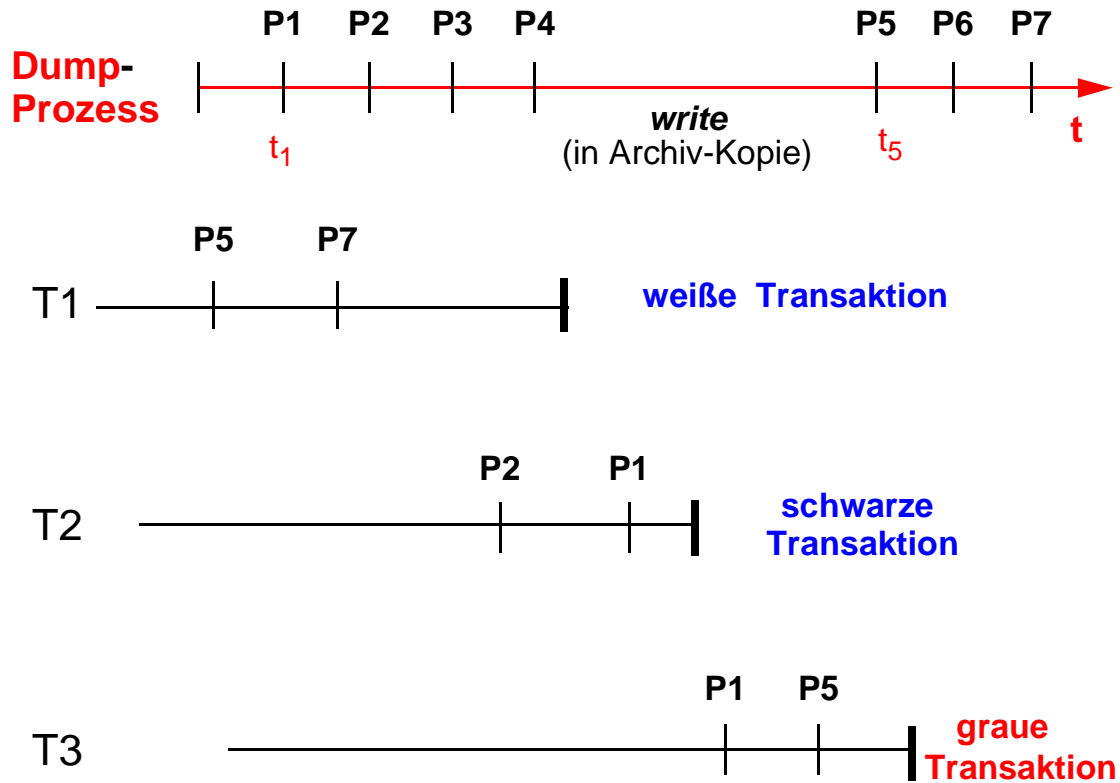 P1 P2 P3 P4 P5 P6 P7
Dump-
Prozess
t1 write t5 t
(in Archiv-Kopie)
P5 P7
T1 weiße Transaktion
P2 P1
T2 schwarze
Transaktion
P1 P5
T3 graue
Transaktion